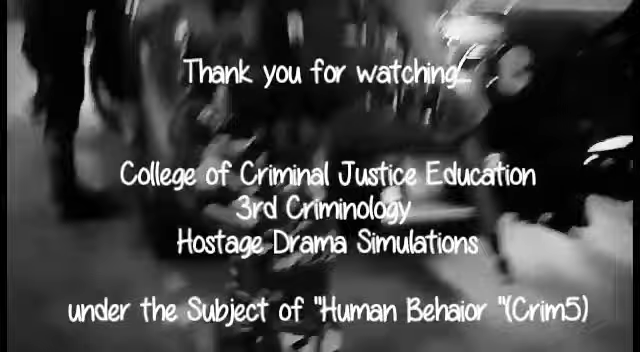 Thank you for watching...
College of Criminal Justice Education
3rd Criminology
Hostage Drama Simulations
under the Subject of "Human Behaior "(Crim5)